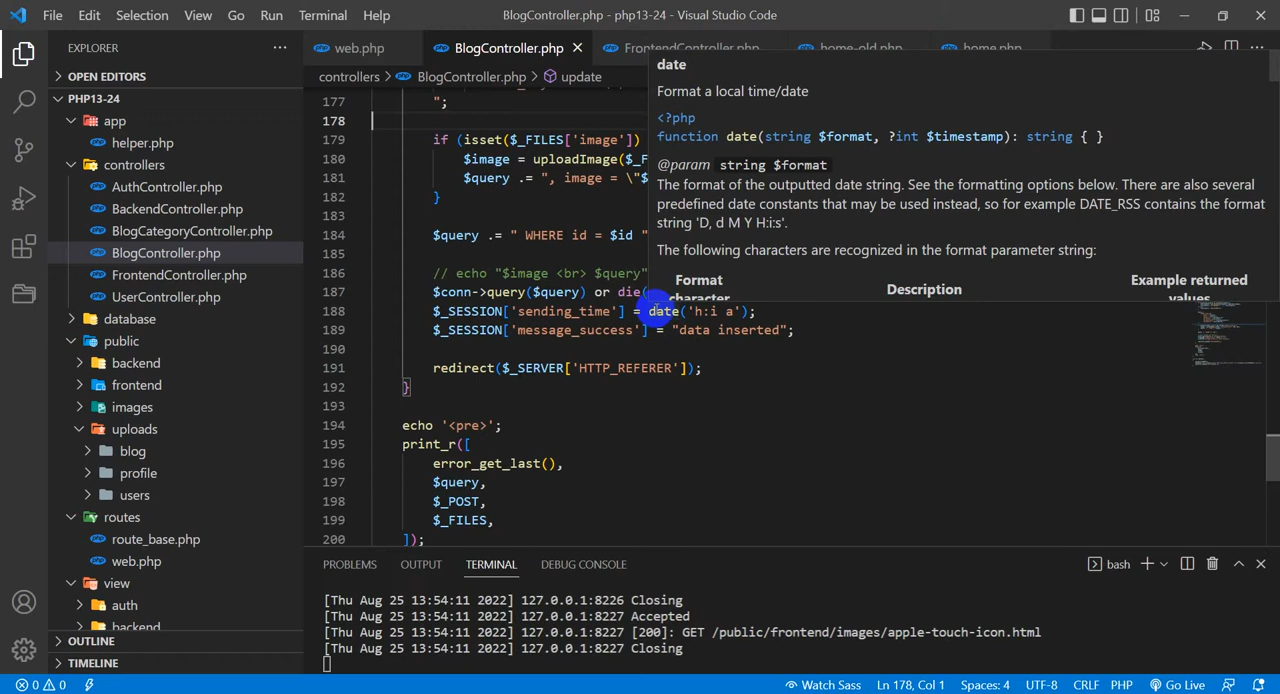 File Edit Selection View Go Run Terminal Help
BlogController.php - php13-24 - Visual Studio Code
EXPLORER
OPEN EDITORS
PHP13-24
app
helper.php
controllers
AuthController.php
BackendController.php
BlogCategoryController.php
BlogController.php
FrontendController.php
UserController.php
database
public
backend
frontend
images
uploads
blog
profile
users
routes
route_base.php
web.php
view
auth
backend
OUTLINE
TIMELINE
web.php
BlogController.php
FrontendController.php
home-old.php
home.php
controllers > BlogController.php > update
177 ";
178
179 if (isset($_FILES['image'])
180 $image = uploadImage($_F
181 $query .= ", image = \"$
182 }
183
184 $query .= " WHERE id = $id "
185
186 // echo "$image <br> $query"
187 $conn->query($query) or die(
188 $_SESSION['sending_time'] = date('h:i a');
189 $_SESSION['message_success'] = "data inserted";
190
191 redirect($_SERVER['HTTP_REFERER']);
192 }
193
194 echo '<pre>';
195 print_r([
196 error_get_last(),
197 $query,
198 $_POST,
199 $_FILES,
200 ]);
date
Format a local time/date
<?php
function date(string $format, ?int $timestamp): string { }
@param string $format
The format of the outputted date string. See the formatting options below. There are also several
predefined date constants that may be used instead, so for example DATE_RSS contains the format
string 'D, d M Y H:i:s'.
The following characters are recognized in the format parameter string:
Format
character
Description
Example returned
values
PROBLEMS OUTPUT TERMINAL DEBUG CONSOLE
bash
[Thu Aug 25 13:54:11 2022] 127.0.0.1:8226 Closing
[Thu Aug 25 13:54:11 2022] 127.0.0.1:8227 Accepted
[Thu Aug 25 13:54:11 2022] 127.0.0.1:8227 [200]: GET /public/frontend/images/apple-touch-icon.html
[Thu Aug 25 13:54:11 2022] 127.0.0.1:8227 Closing
0 0 Watch Sass Ln 178, Col 1 Spaces: 4 UTF-8 CRLF PHP Go Live